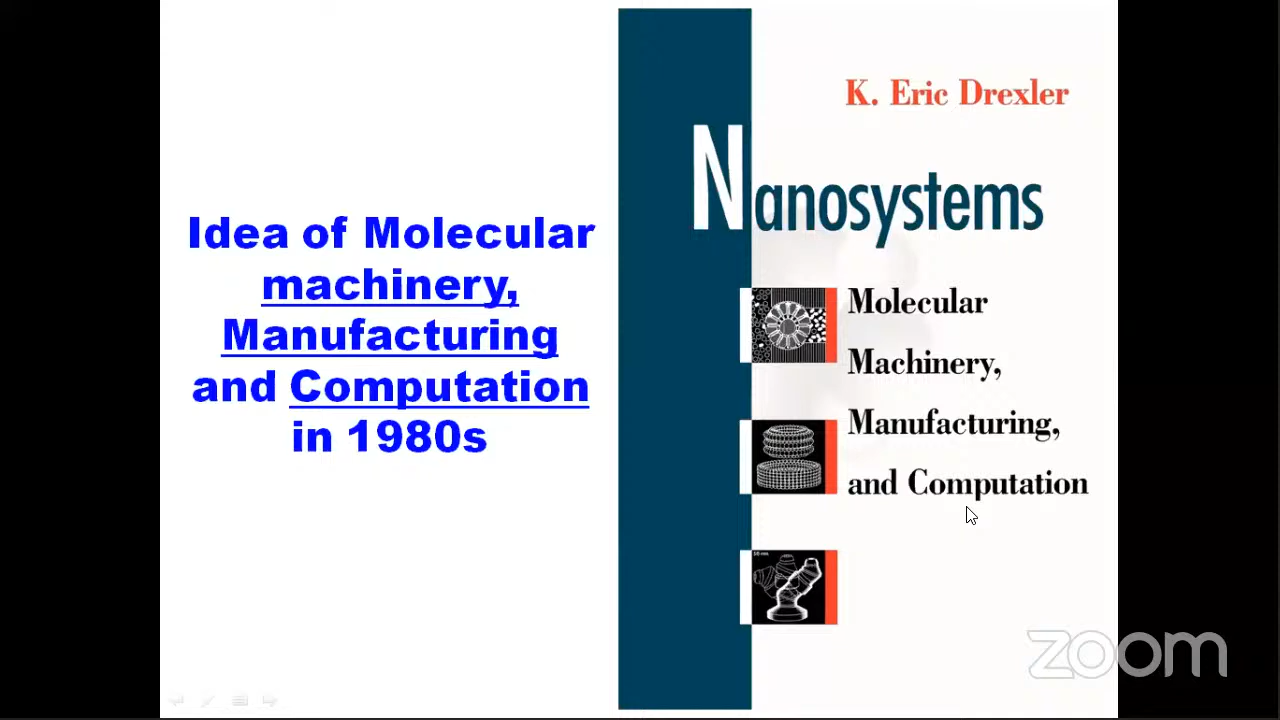 Idea of Molecular
machinery,
Manufacturing
and Computation
in 1980s
K. Eric Drexler
Nanosystems
Molecular
Machinery,
Manufacturing,
and Computation
zoom